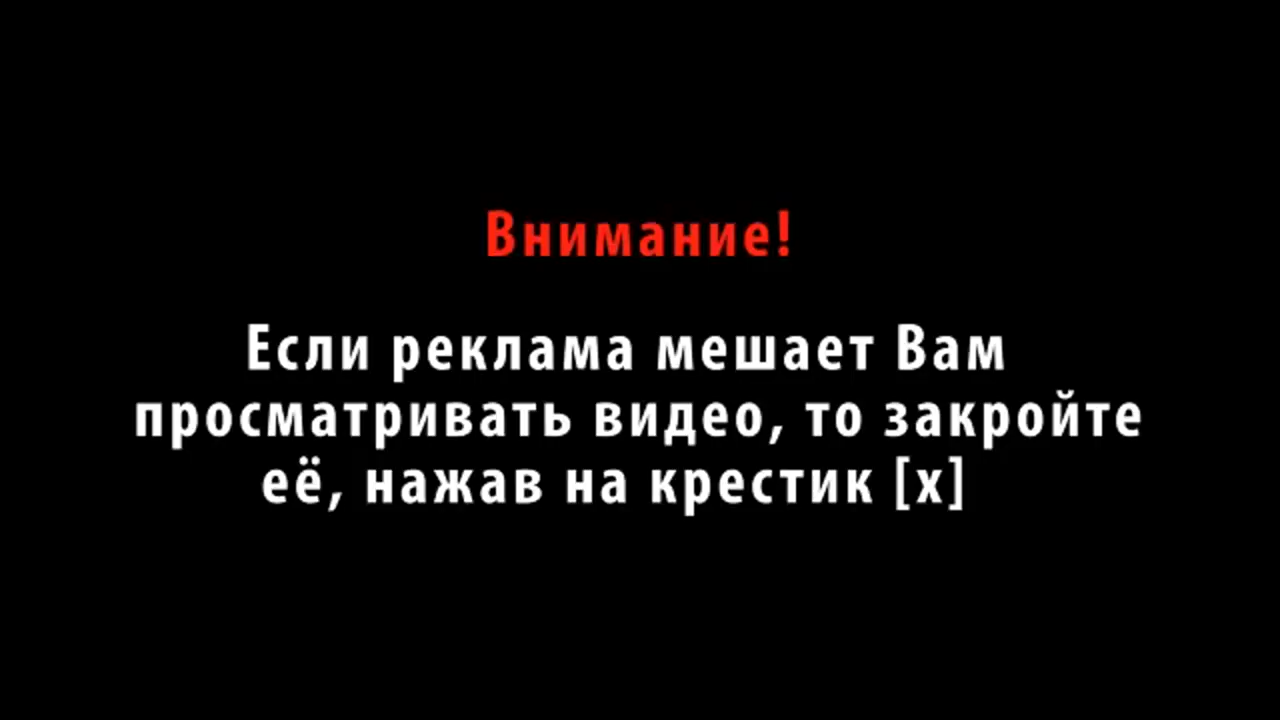 Внимание!
Если реклама мешает Вам
просматривать видео, то закройте
её, нажав на крестик [x]